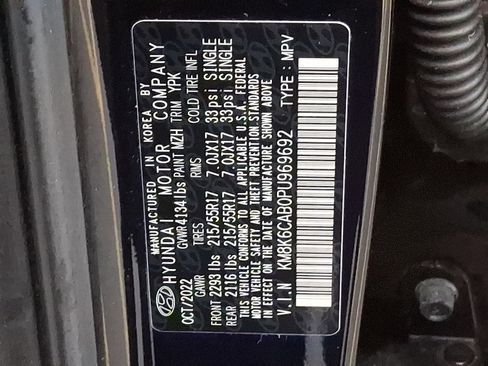 MANUFACTURED IN KOREA BY
HYUNDAI MOTOR COMPANY
OCT/2022 GVWR 4134 lbs PAINT MZH TRIM YPK
GAWR TIRES RIMS COLD TIRE INFL
FRONT 2293 lbs 215/55R17 7.0JX17 33psi SINGLE
REAR 2116 lbs 215/55R17 7.0JX17 33psi SINGLE
THIS VEHICLE CONFORMS TO ALL APPLICABLE U.S.A. FEDERAL
MOTOR VEHICLE SAFETY, BUMPER, AND THEFT PREVENTION
STANDARDS IN EFFECT ON THE DATE OF MANUFACTURE SHOWN ABOVE
V.I.N KM8K6CAB0PU969692 TYPE : MPV